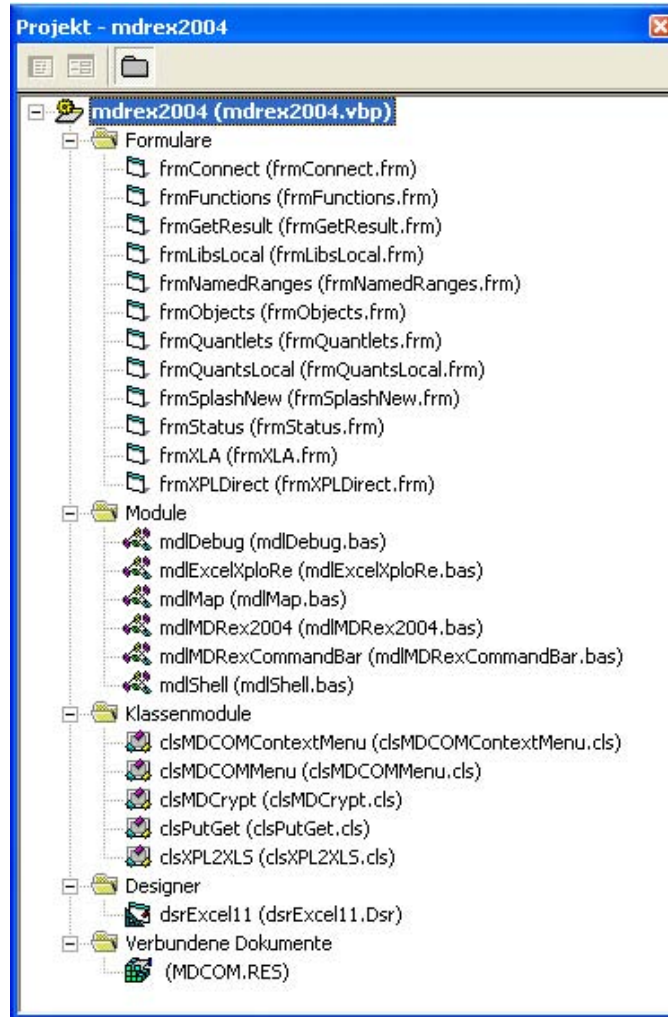 Projekt - mdrex2004
mdrex2004 (mdrex2004.vbp)
Formulare
frmConnect (frmConnect.frm)
frmFunctions (frmFunctions.frm)
frmGetResult (frmGetResult.frm)
frmLibsLocal (frmLibsLocal.frm)
frmNamedRanges (frmNamedRanges.frm)
frmObjects (frmObjects.frm)
frmQuantlets (frmQuantlets.frm)
frmQuantsLocal (frmQuantsLocal.frm)
frmSplashNew (frmSplashNew.frm)
frmStatus (frmStatus.frm)
frmXLA (frmXLA.frm)
frmXPLDirect (frmXPLDirect.frm)
Module
mdlDebug (mdlDebug.bas)
mdlExcelXploRe (mdlExcelXploRe.bas)
mdlMap (mdlMap.bas)
mdlMDRex2004 (mdlMDRex2004.bas)
mdlMDRexCommandBar (mdlMDRexCommandBar.bas)
mdlShell (mdlShell.bas)
Klassenmodule
clsMDCOMContextMenu (clsMDCOMContextMenu.cls)
clsMDCOMMenu (clsMDCOMMenu.cls)
clsMDCrypt (clsMDCrypt.cls)
clsPutGet (clsPutGet.cls)
clsXPL2XLS (clsXPL2XLS.cls)
Designer
dsrExcel11 (dsrExcel11.Dsr)
Verbundene Dokumente
(MDCOM.RES)